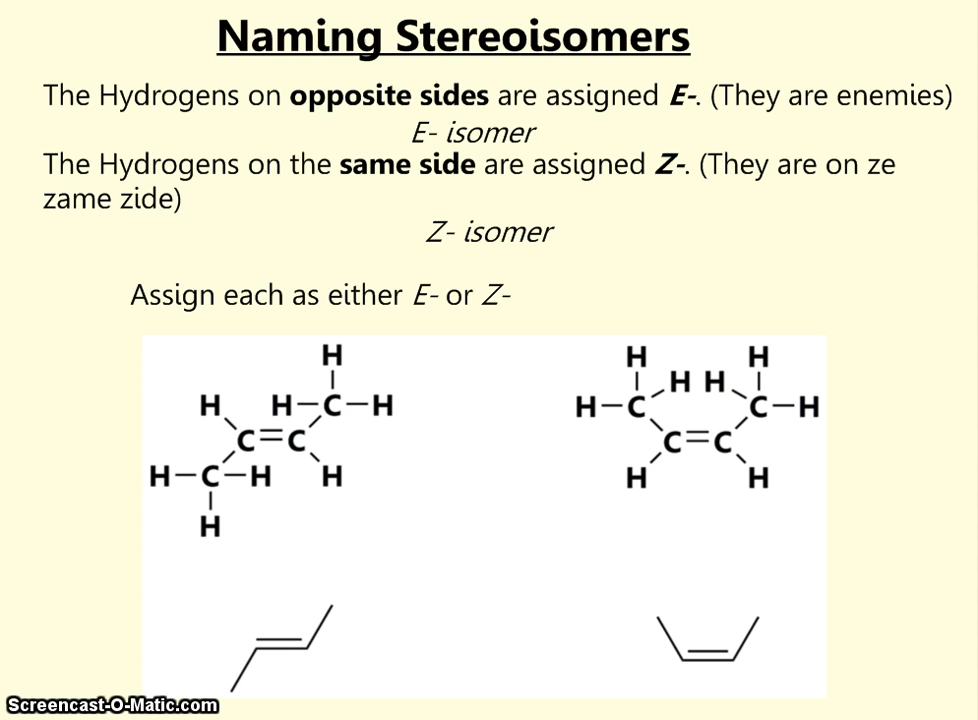 Naming Stereoisomers
The Hydrogens on opposite sides are assigned E-. (They are enemies)
E- isomer
The Hydrogens on the same side are assigned Z-. (They are on ze
zame zide)
Z- isomer
Assign each as either E- or Z-
H H H
H H–C–H H H H–C C–H
C=C C=C
H–C–H H H H
H
Screencast-O-Matic.com